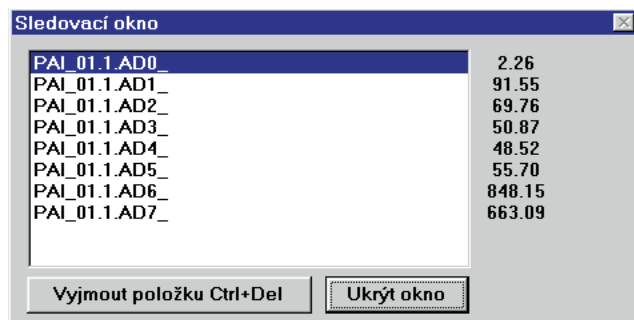 Sledovací okno
PAI_01.1.AD0_ 2.26
PAI_01.1.AD1_ 91.55
PAI_01.1.AD2_ 69.76
PAI_01.1.AD3_ 50.87
PAI_01.1.AD4_ 48.52
PAI_01.1.AD5_ 55.70
PAI_01.1.AD6_ 848.15
PAI_01.1.AD7_ 663.09
Vyjmout položku Ctrl+Del Ukrýt okno